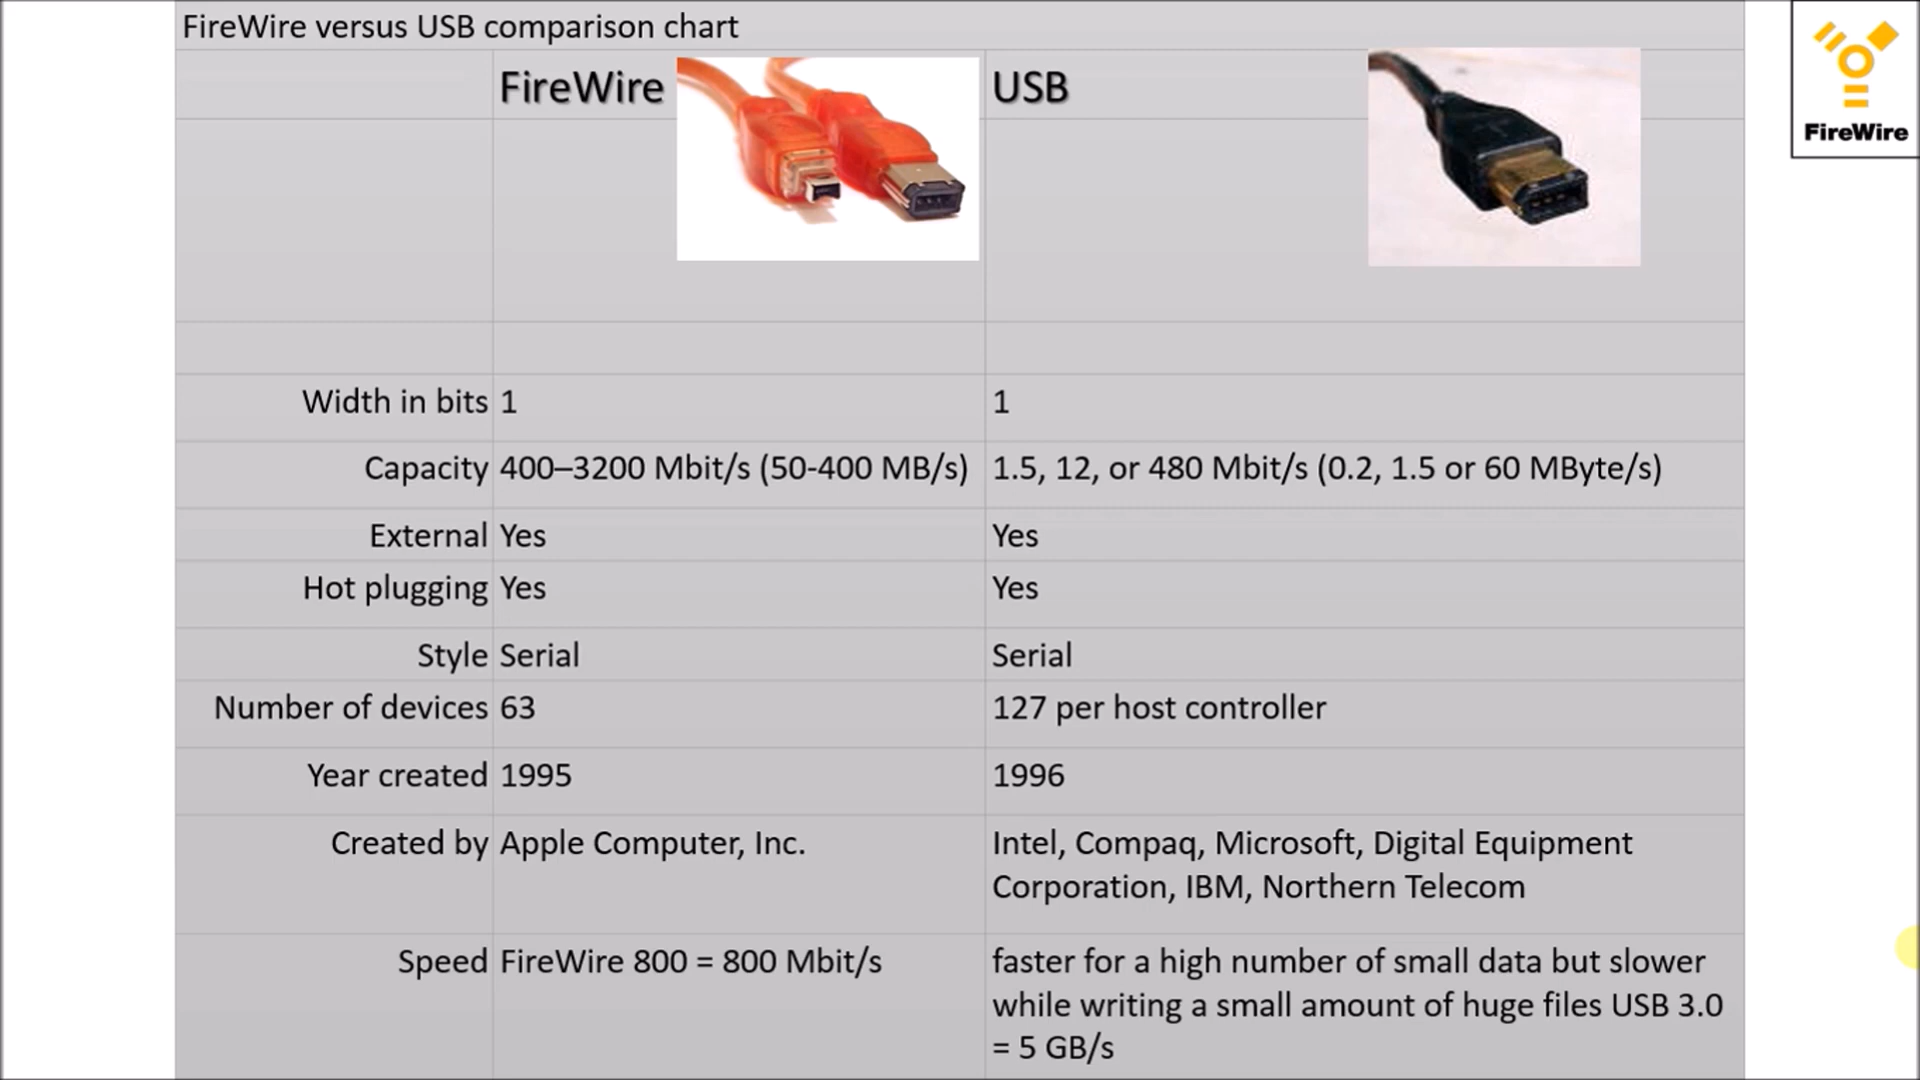 FireWire versus USB comparison chart
FireWire USB
FireWire
Width in bits 1 1
Capacity 400–3200 Mbit/s (50-400 MB/s) 1.5, 12, or 480 Mbit/s (0.2, 1.5 or 60 MByte/s)
External Yes Yes
Hot plugging Yes Yes
Style Serial Serial
Number of devices 63 127 per host controller
Year created 1995 1996
Created by Apple Computer, Inc. Intel, Compaq, Microsoft, Digital Equipment
Corporation, IBM, Northern Telecom
Speed FireWire 800 = 800 Mbit/s faster for a high number of small data but slower
while writing a small amount of huge files USB 3.0
= 5 GB/s